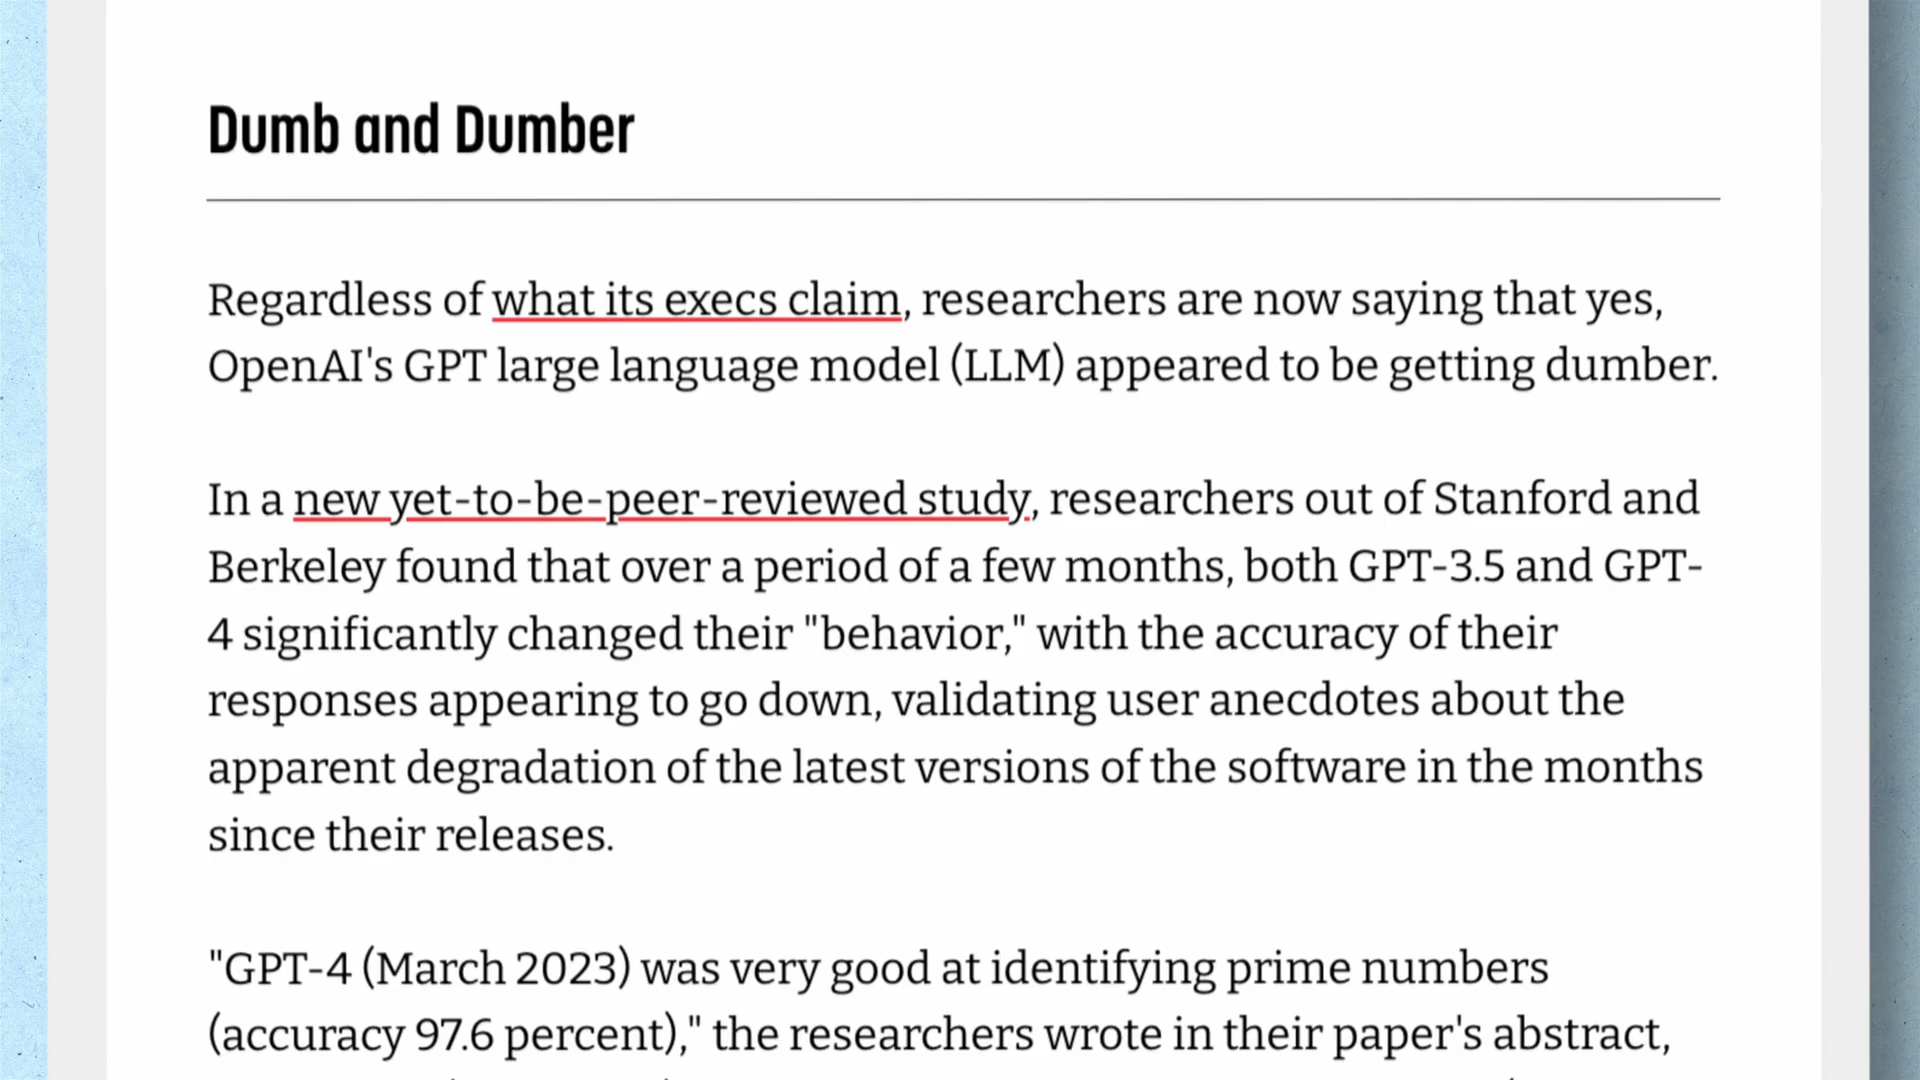 Dumb and Dumber
Regardless of what its execs claim, researchers are now saying that yes,
OpenAI's GPT large language model (LLM) appeared to be getting dumber.
In a new yet-to-be-peer-reviewed study, researchers out of Stanford and
Berkeley found that over a period of a few months, both GPT-3.5 and GPT-
4 significantly changed their "behavior," with the accuracy of their
responses appearing to go down, validating user anecdotes about the
apparent degradation of the latest versions of the software in the months
since their releases.
"GPT-4 (March 2023) was very good at identifying prime numbers
(accuracy 97.6 percent)," the researchers wrote in their paper's abstract,